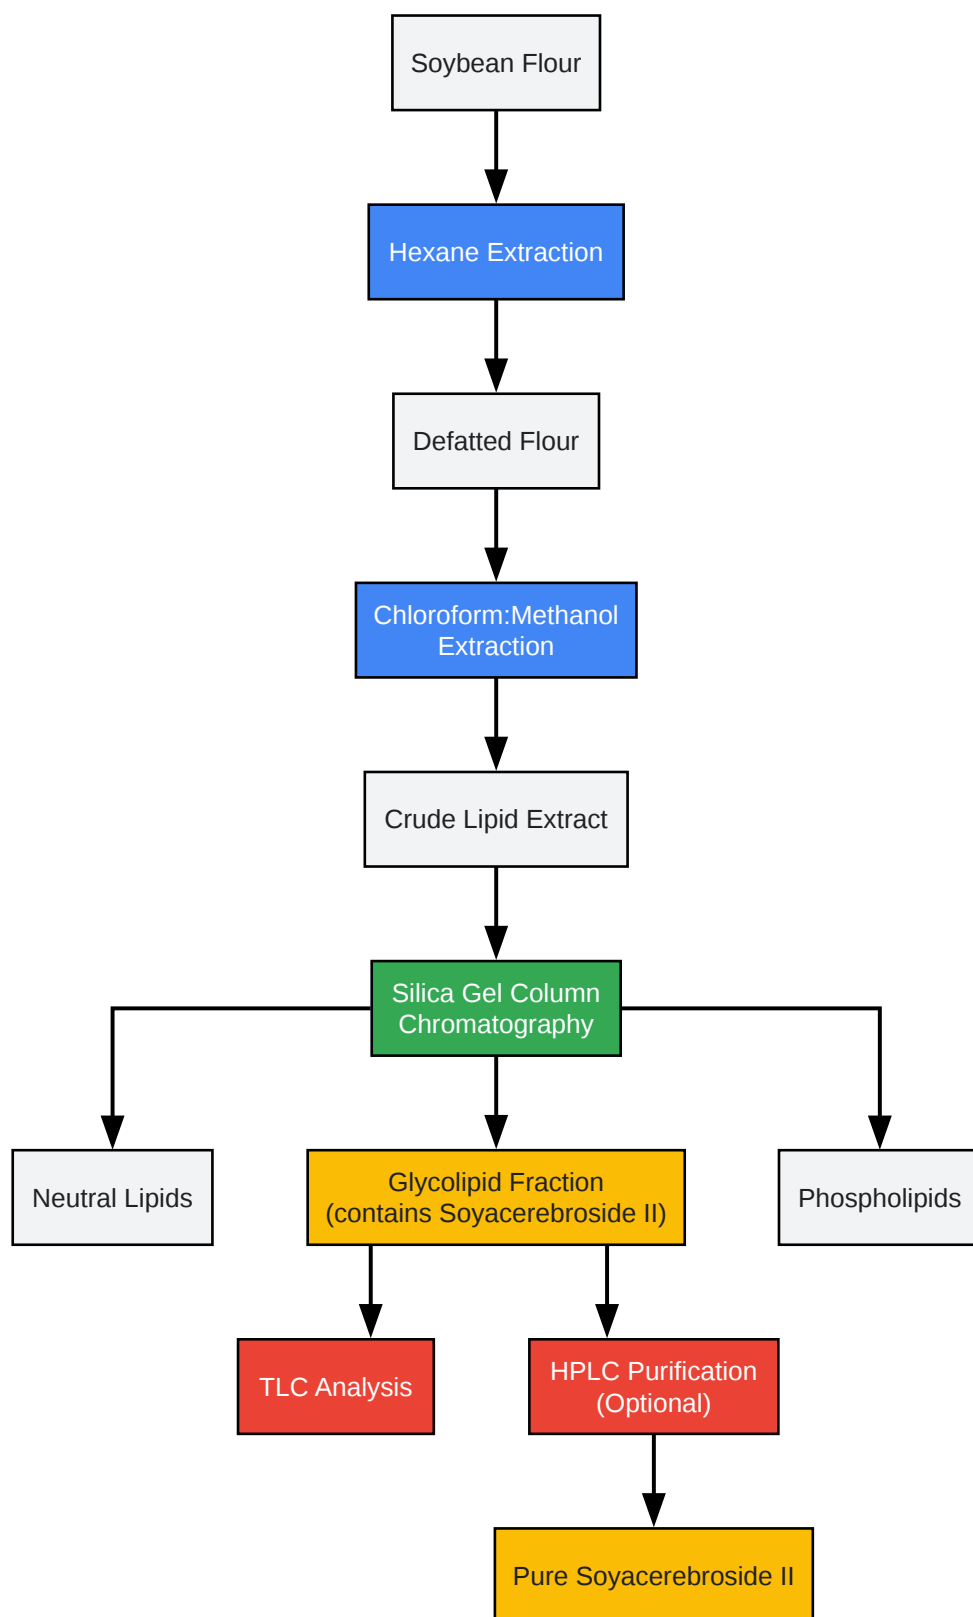 Soybean Flour
Hexane Extraction
Defatted Flour
Chloroform:Methanol
Extraction
Crude Lipid Extract
Silica Gel Column
Chromatography
Neutral Lipids
Glycolipid Fraction
(contains Soyacerebroside II)
Phospholipids
TLC Analysis
HPLC Purification
(Optional)
Pure Soyacerebroside II